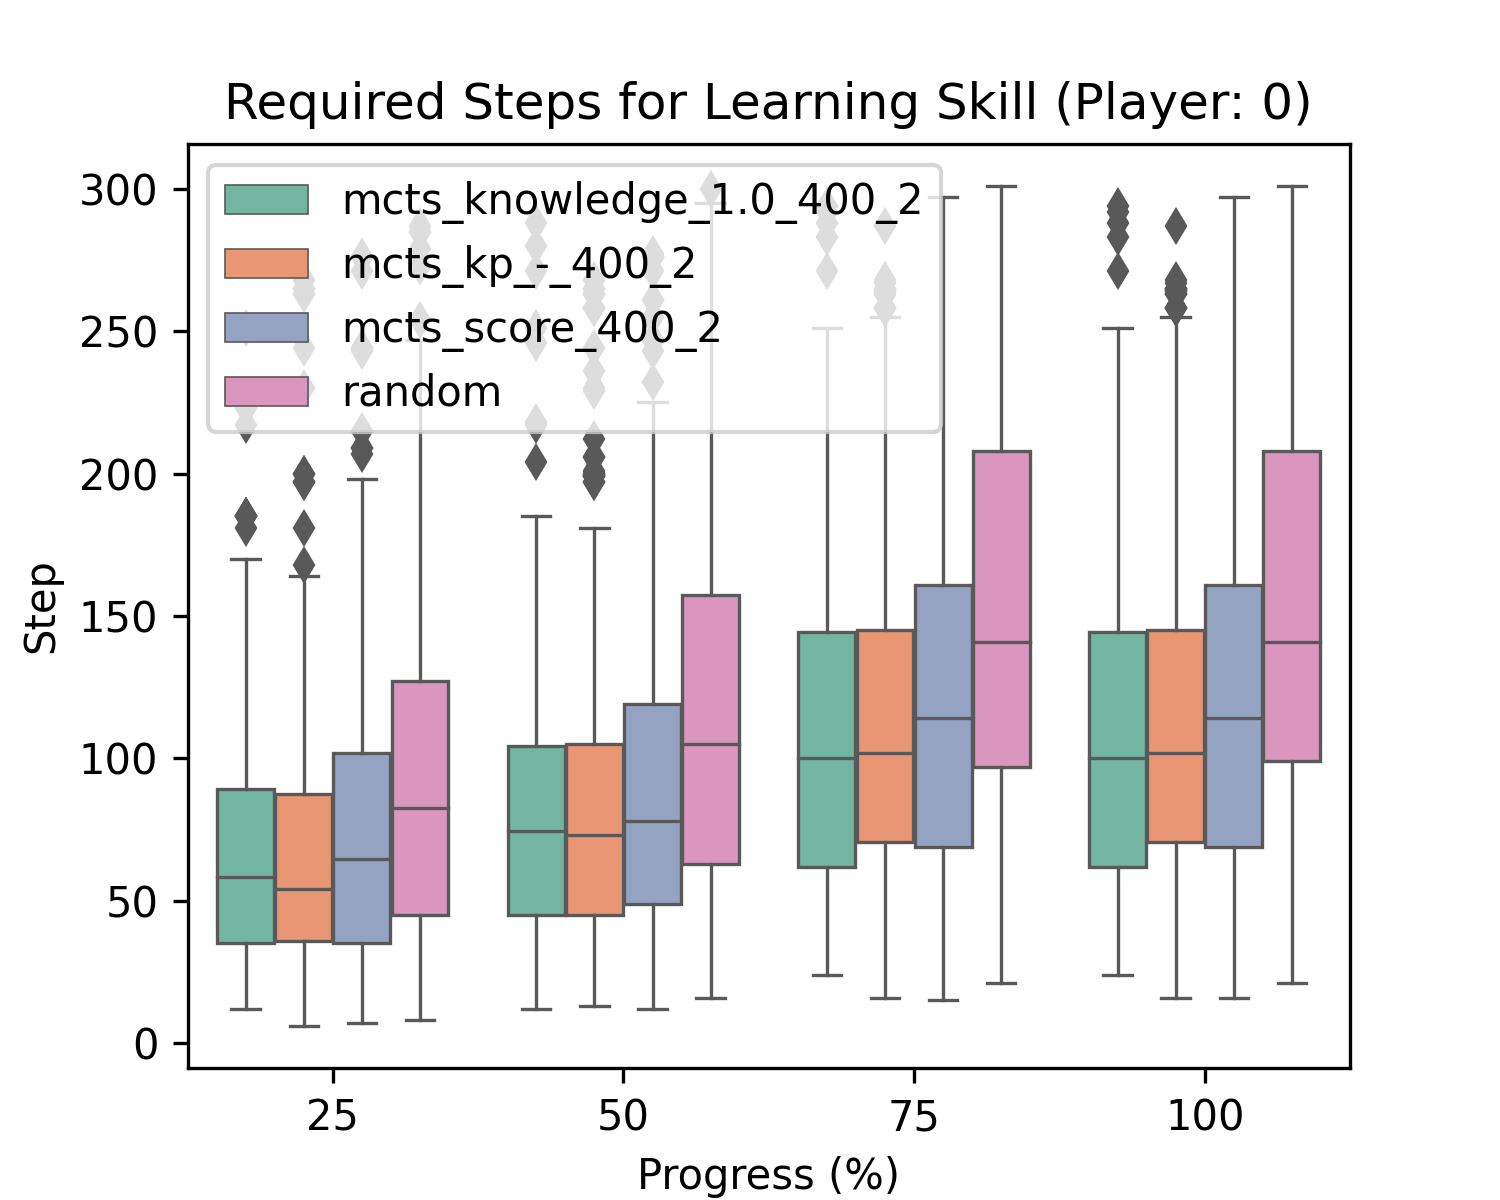 Required Steps for Learning Skill (Player: 0)
mcts_knowledge_1.0_400_2
mcts_kp_-_400_2
mcts_score_400_2
random
300
250
200
150
100
50
0
Step
25 50 75 100
Progress (%)